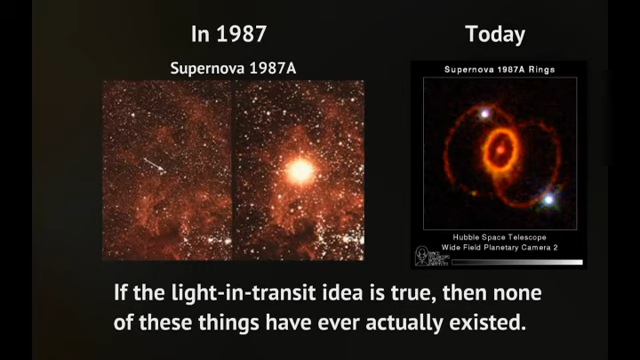 In 1987
Today
Supernova 1987A
Supernova 1987A Rings
Hubble Space Telescope
Wide Field Planetary Camera 2
If the light-in-transit idea is true, then none
of these things have ever actually existed.